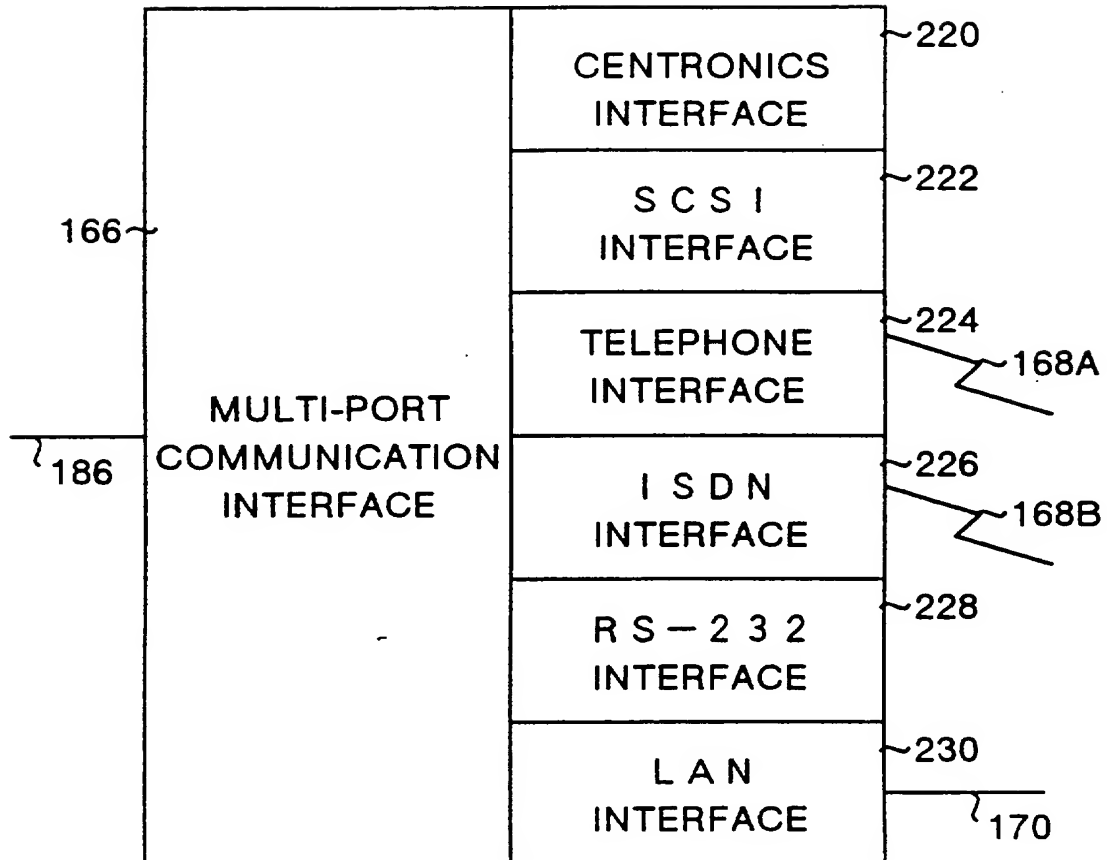 220
CENTRONICS
INTERFACE
222
SCSI
INTERFACE
166
224
TELEPHONE
INTERFACE
168A
MULTI-PORT
COMMUNICATION
INTERFACE
186
226
ISDN
INTERFACE
168B
228
RS-232
INTERFACE
230
LAN
INTERFACE
170